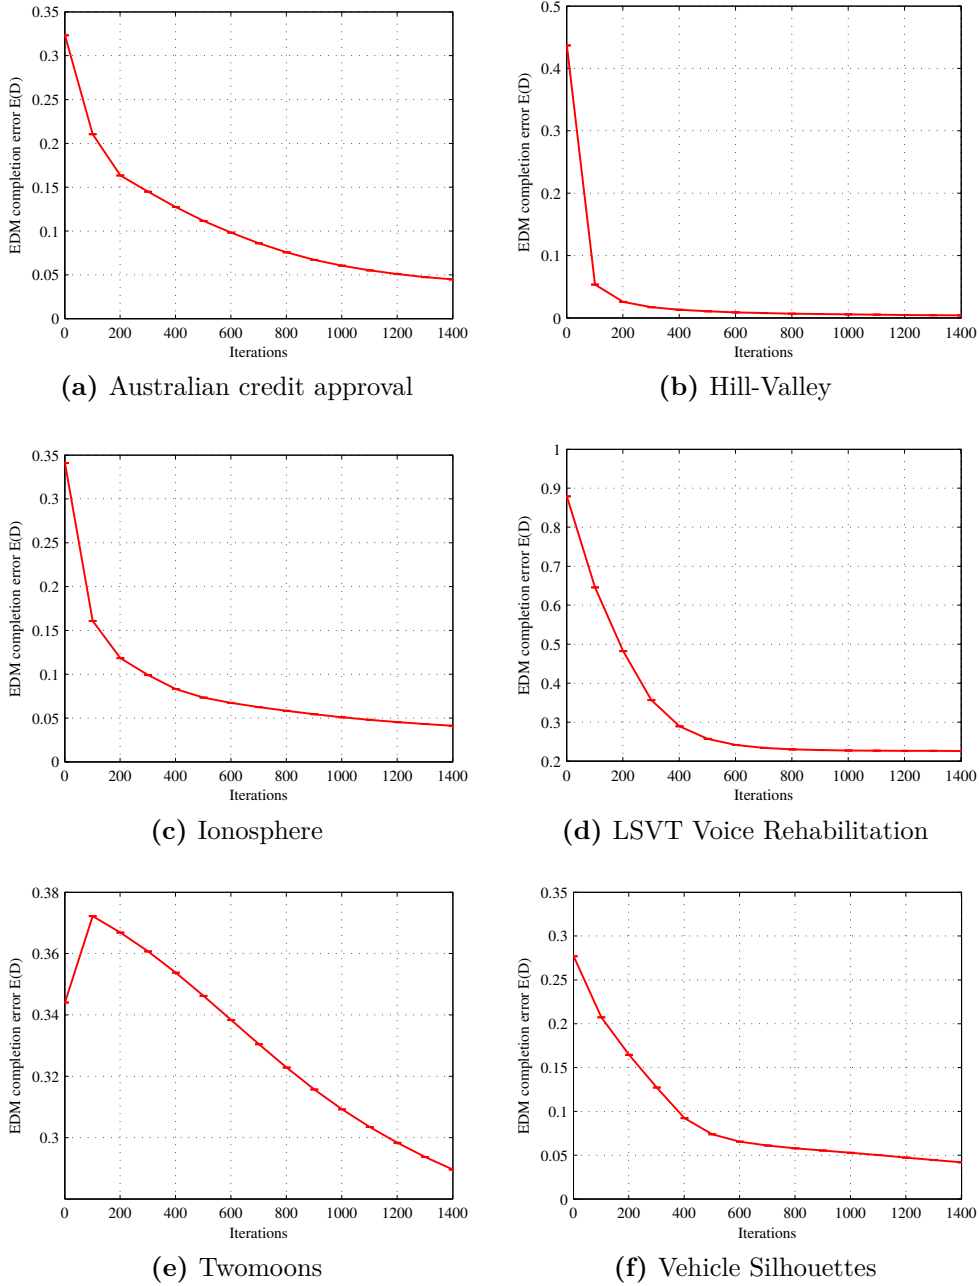 0.35
0.3
0.25
0.2
0.15
0.1
0.05
0
EDM completion error E(D)
0 200 400 600 800 1000 1200 1400
Iterations
(a) Australian credit approval
0.5
0.4
0.3
0.2
0.1
0
EDM completion error E(D)
0 200 400 600 800 1000 1200 1400
Iterations
(b) Hill-Valley
0.35
0.3
0.25
0.2
0.15
0.1
0.05
0
EDM completion error E(D)
0 200 400 600 800 1000 1200 1400
Iterations
(c) Ionosphere
1
0.9
0.8
0.7
0.6
0.5
0.4
0.3
0.2
EDM completion error E(D)
0 200 400 600 800 1000 1200 1400
Iterations
(d) LSVT Voice Rehabilitation
0.38
0.36
0.34
0.32
0.3
EDM completion error E(D)
0 200 400 600 800 1000 1200 1400
Iterations
(e) Twomoons
0.35
0.3
0.25
0.2
0.15
0.1
0.05
0
EDM completion error E(D)
0 200 400 600 800 1000 1200 1400
Iterations
(f) Vehicle Silhouettes